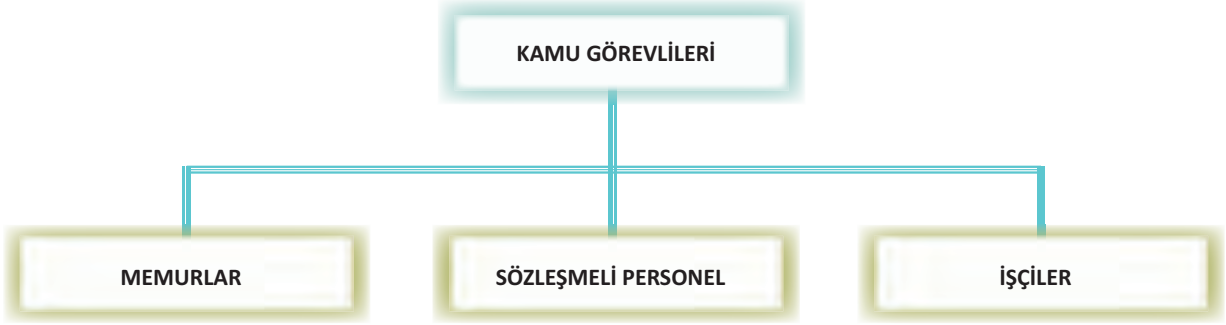 KAMU GÖREVLİLERİ
MEMURLAR
SÖZLEŞMELİ PERSONEL
İŞÇİLER